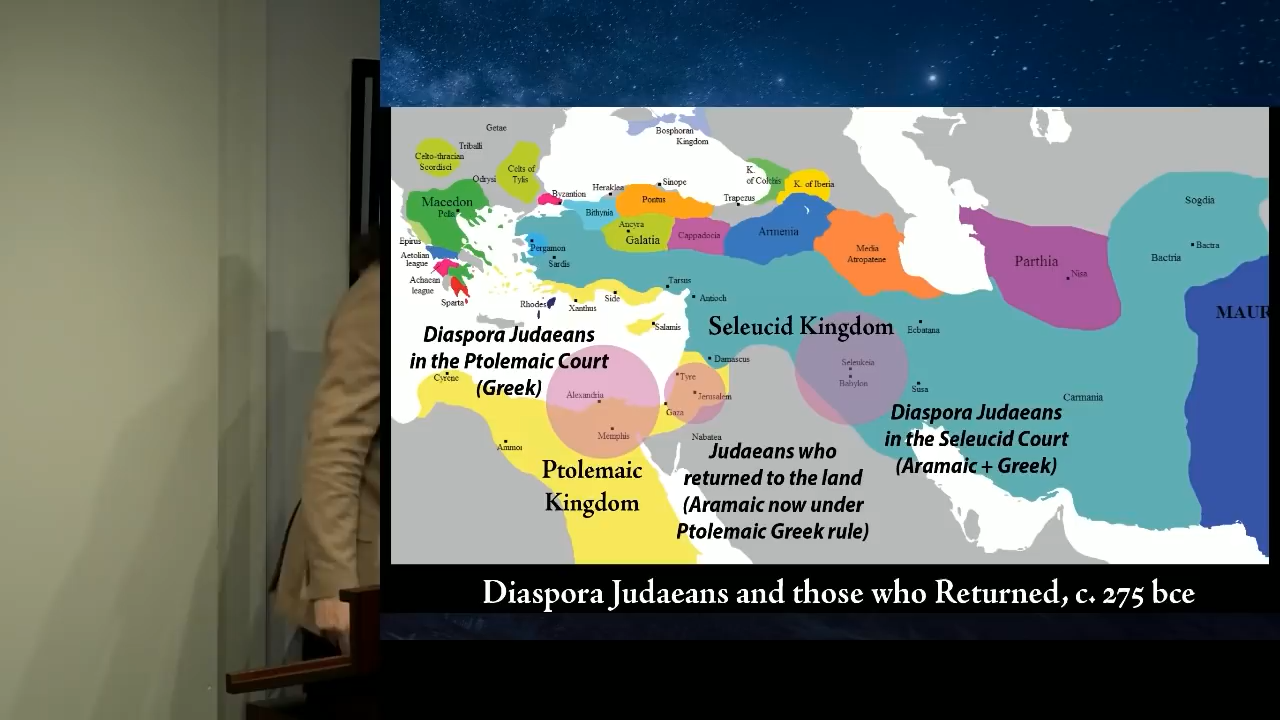 Getae
Triballi
Celto-thracian
Scordisci
Odrysi
Celts of
Tylis
Bosphoran
Kingdom
K.
of Colchis
K. of Iberia
Sogdia
Macedon
Pella
Byzantion
Heraklea
Sinope
Pontus
Trapezus
Bithynia
Ancyra
Galatia
Cappadocia
Armenia
Media
Atropatene
Parthia
Nisa
Bactra
Bactria
Epirus
Aetolian
league
Achaean
league
Sparta
Pergamon
Sardis
Rhodes
Xanthus
Side
Tarsus
Antioch
Salamis
MAUR
Seleucid Kingdom
Ecbatana
Diaspora Judaeans
in the Ptolemaic Court
(Greek)
Cyrene
Alexandria
Memphis
Ammon
Damascus
Tyre
Jerusalem
Gaza
Nabatea
Seleukeia
Babylon
Susa
Carmania
Diaspora Judaeans
in the Seleucid Court
(Aramaic + Greek)
Ptolemaic
Kingdom
Judaeans who
returned to the land
(Aramaic now under
Ptolemaic Greek rule)
Diaspora Judaeans and those who Returned, c. 275 bce